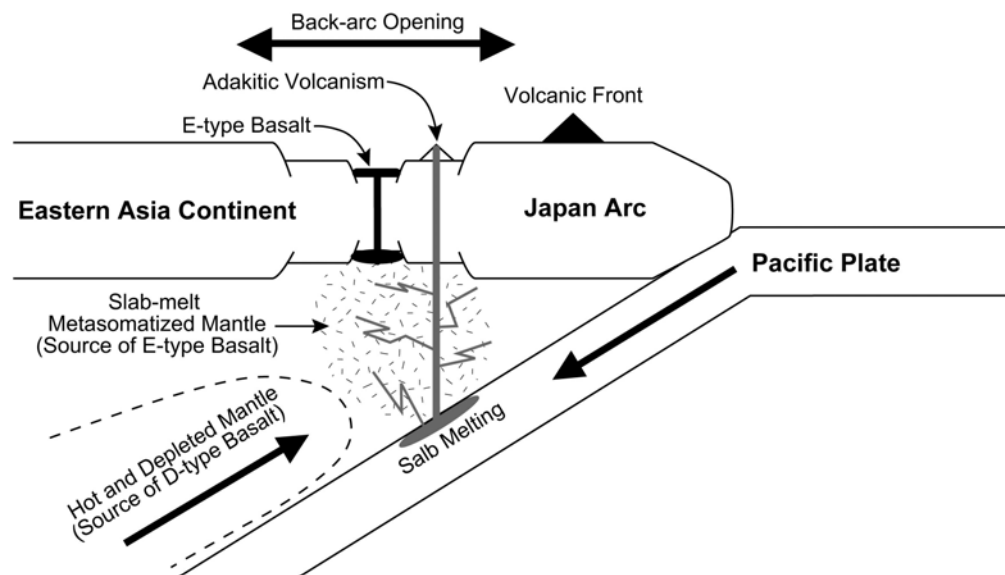 Back-arc Opening
Adakitic Volcanism
Volcanic Front
E-type Basalt
Eastern Asia Continent
Japan Arc
Pacific Plate
Slab-melt
Metasomatized Mantle
(Source of E-type Basalt)
Salb Melting
Hot and Depleted Mantle
(Source of D-type Basalt)